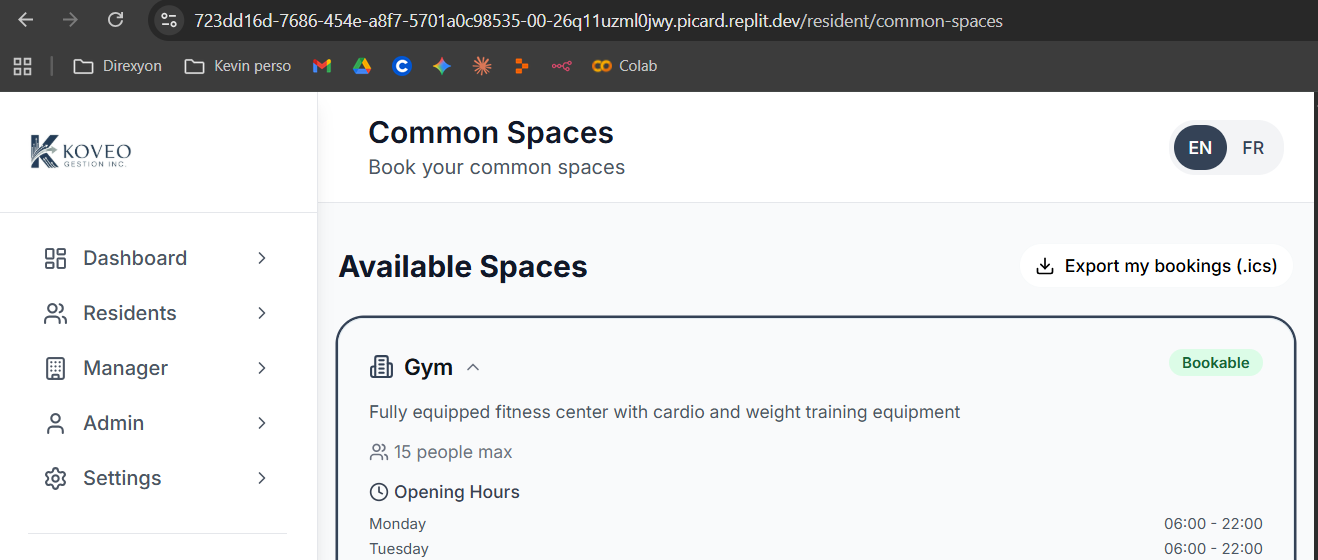 723dd16d-7686-454e-a8f7-5701a0c98535-00-26q11uzml0jwy.picard.replit.dev/resident/common-spaces
Direxyon Kevin perso Colab
KOVEO
GESTION INC.
Common Spaces
Book your common spaces
EN FR
Dashboard
Residents
Manager
Admin
Settings
Available Spaces
Export my bookings (.ics)
Gym
Bookable
Fully equipped fitness center with cardio and weight training equipment
15 people max
Opening Hours
Monday 06:00 - 22:00
Tuesday 06:00 - 22:00